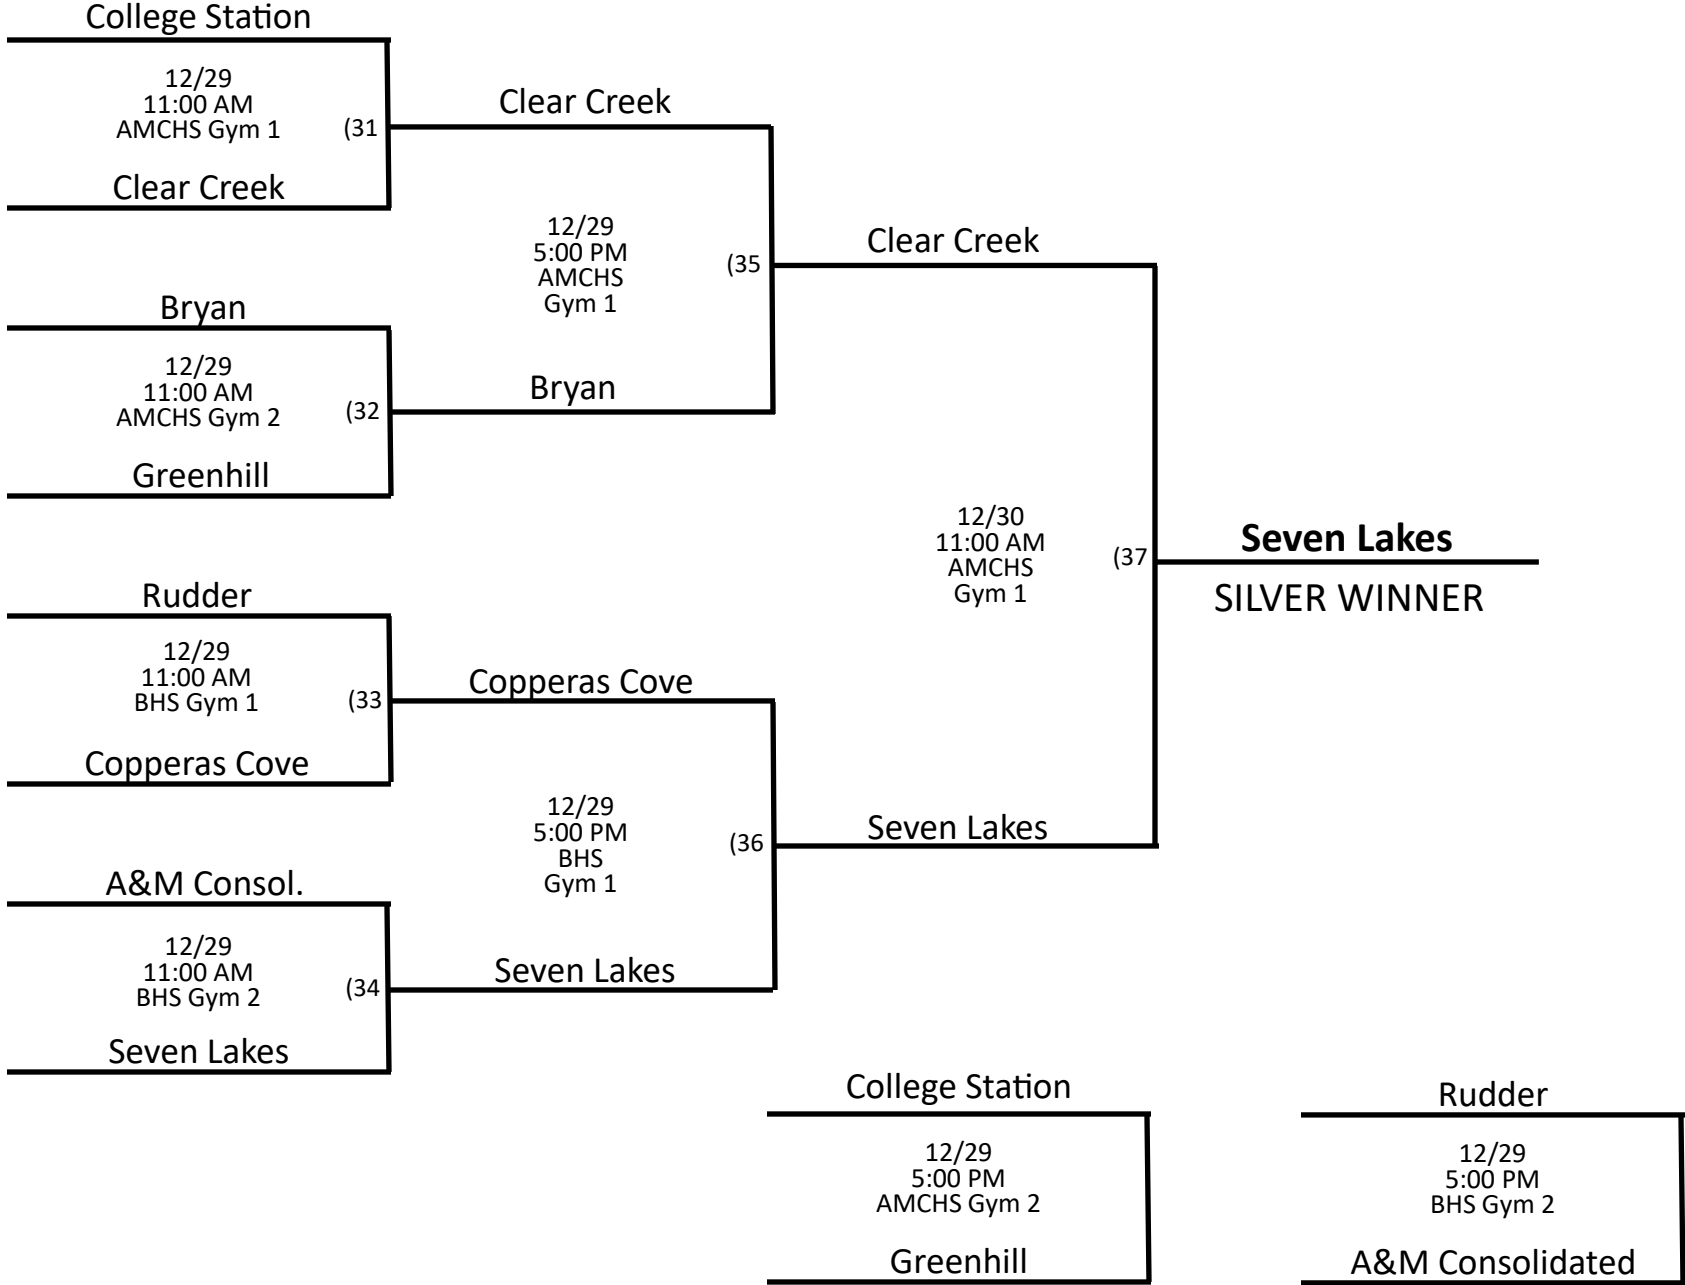 College Station
12/29
11:00 AM
AMCHS Gym 1
(31
Clear Creek
Clear Creek
12/29
5:00 PM
AMCHS
Gym 1
(35
Clear Creek
Bryan
12/29
11:00 AM
AMCHS Gym 2
(32
Greenhill
Bryan
12/30
11:00 AM
AMCHS
Gym 1
(37
Seven Lakes
SILVER WINNER
Rudder
12/29
11:00 AM
BHS Gym 1
(33
Copperas Cove
Copperas Cove
12/29
5:00 PM
BHS
Gym 1
(36
Seven Lakes
A&M Consol.
12/29
11:00 AM
BHS Gym 2
(34
Seven Lakes
Seven Lakes
College Station
12/29
5:00 PM
AMCHS Gym 2
Greenhill
Rudder
12/29
5:00 PM
BHS Gym 2
A&M Consolidated